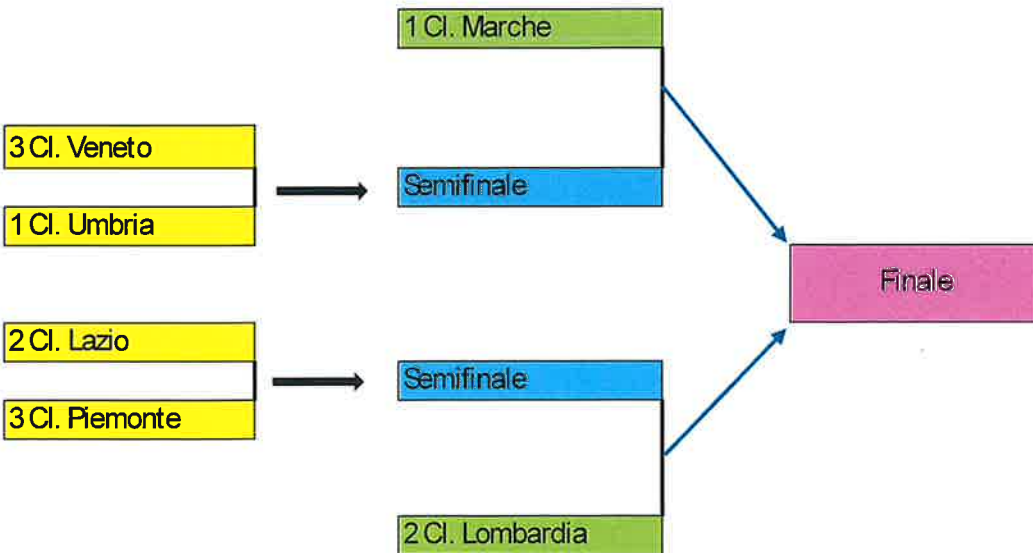 1 Cl. Marche
3 Cl. Veneto
Semifinale
1 Cl. Umbria
Finale
2 Cl. Lazio
Semifinale
3 Cl. Piemonte
2 Cl. Lombardia